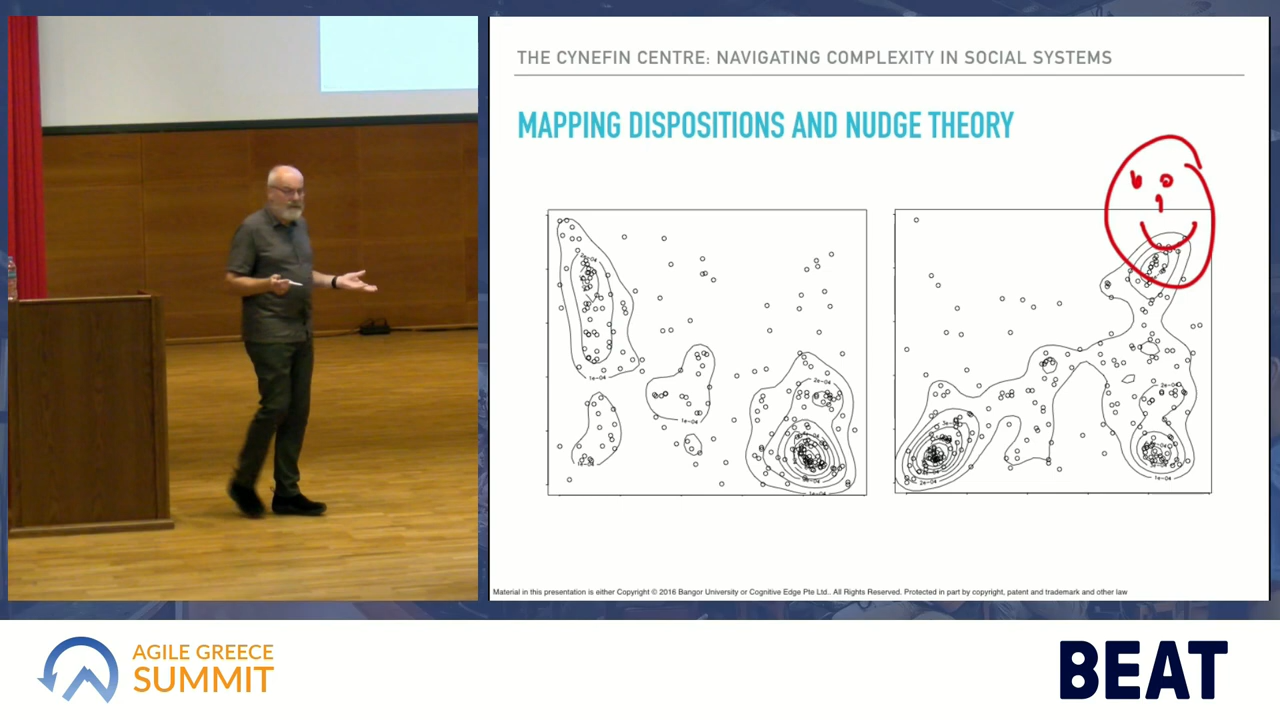 THE CYNEFIN CENTRE: NAVIGATING COMPLEXITY IN SOCIAL SYSTEMS
MAPPING DISPOSITIONS AND NUDGE THEORY
Material in this presentation is either Copyright © 2016 Bangor University or Cognitive Edge Pte Ltd.. All Rights Reserved. Protected in part by copyright, patent and trademark and other law
AGILE GREECE
SUMMIT
BEAT